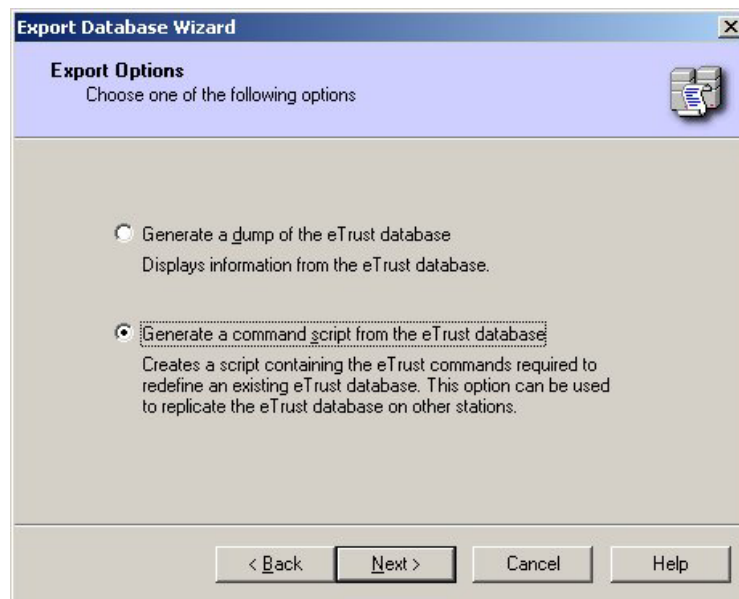 Export Database Wizard
Export Options
Choose one of the following options
Generate a dump of the eTrust database
Displays information from the eTrust database.
Generate a command script from the eTrust database
Creates a script containing the eTrust commands required to
redefine an existing eTrust database. This option can be used
to replicate the eTrust database on other stations.
< Back
Next >
Cancel
Help